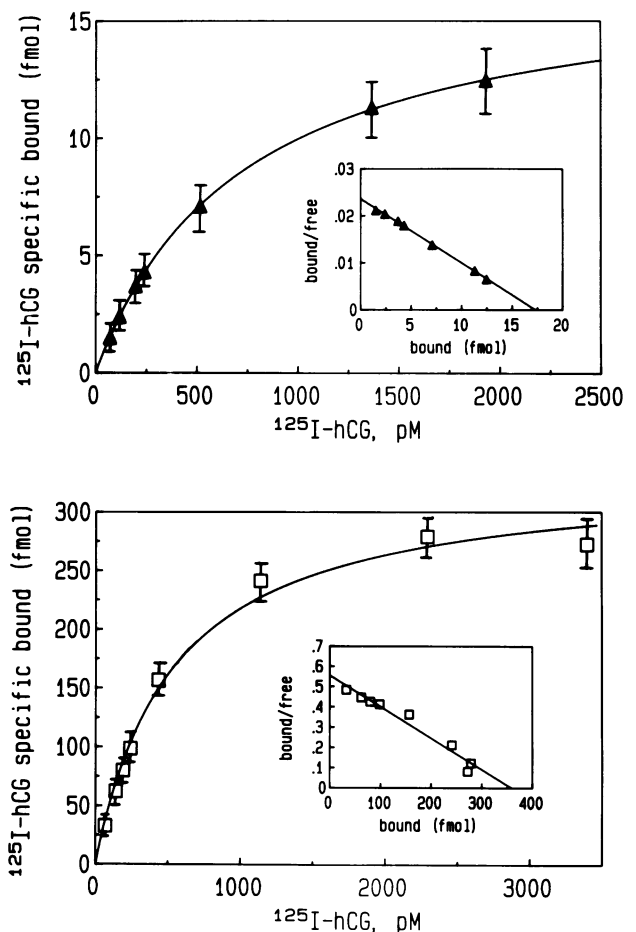 15
10
5
0
¹²⁵I-hCG specific bound (fmol)
0 500 1000 1500 2000 2500
¹²⁵I-hCG, pM
.03
.02
.01
0
bound/free
0 5 10 15 20
bound (fmol)
300
250
200
150
100
50
0
¹²⁵I-hCG specific bound (fmol)
0 1000 2000 3000
¹²⁵I-hCG, pM
.7
.6
.5
.4
.3
.2
.1
0
bound/free
0 100 200 300 400
bound (fmol)